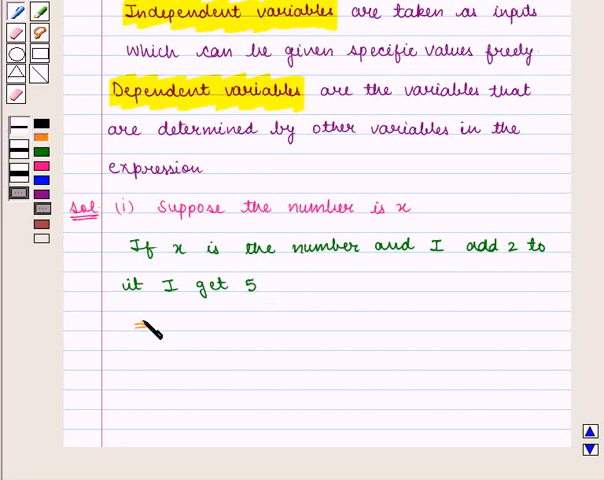 Independent variables are taken as inputs
which can be given specific values freely.
Dependent variables are the variables that
are determined by other variables in the
expression
Sol (i) Suppose the number is x
If x is the number and I add 2 to
it I get 5
=